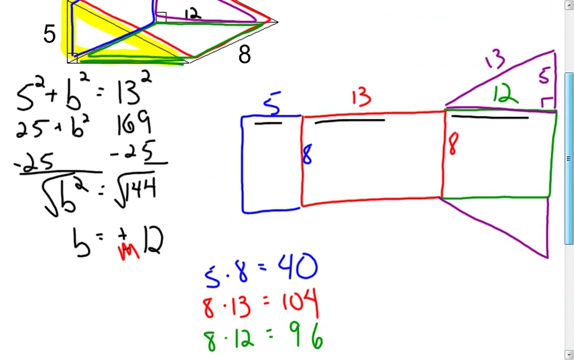 12
5
8
5² + b² = 13²
25 + b² 169
-25 -25
√b² = √144
b = ± 12
5 13 12
8 8
13 5
5 · 8 = 40
8 · 13 = 104
8 · 12 = 96